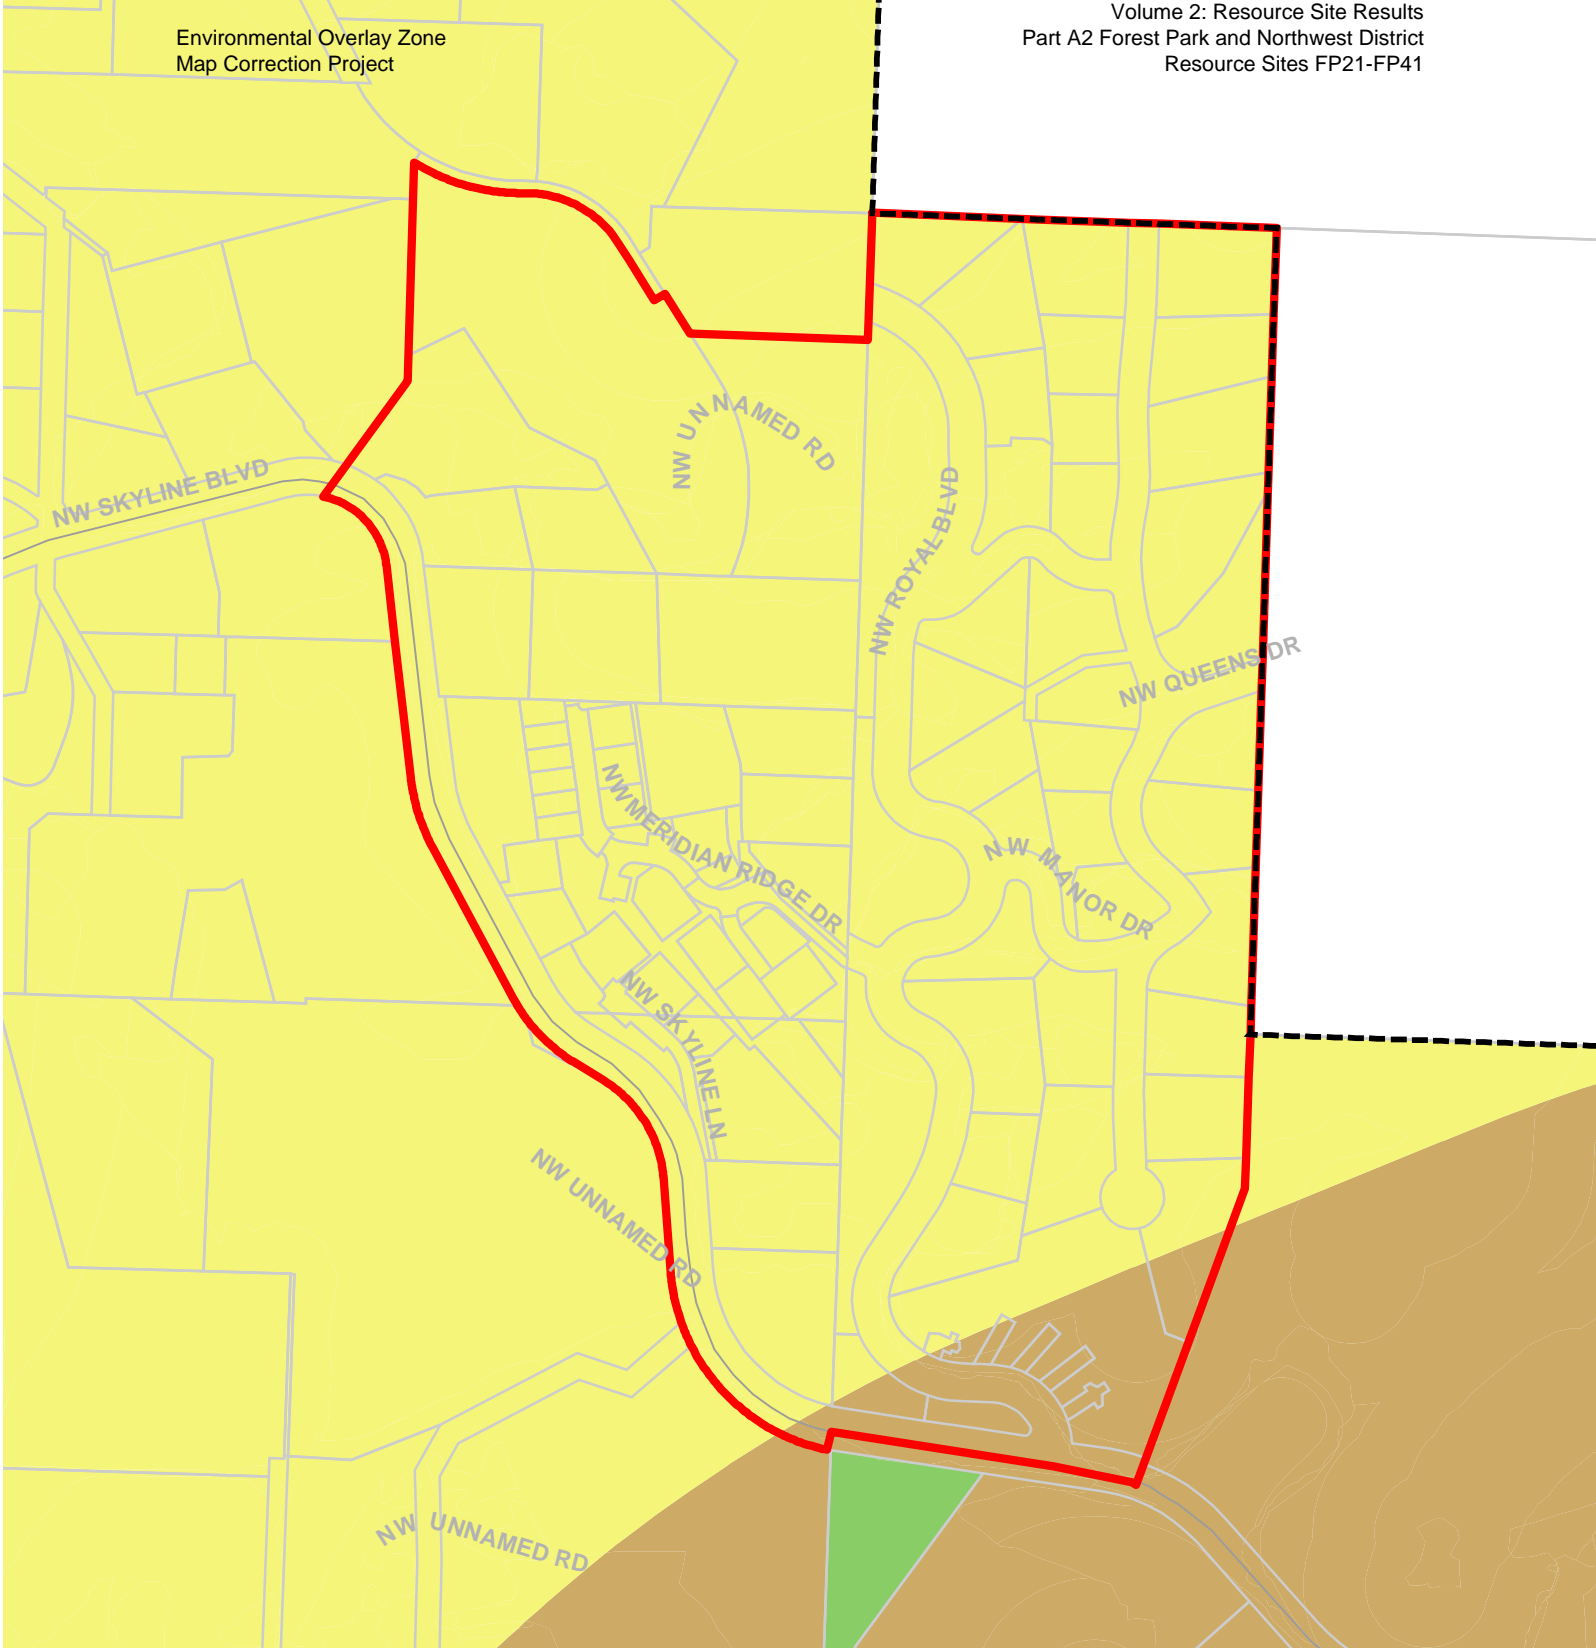 Environmental Overlay Zone
Map Correction Project
Volume 2: Resource Site Results
Part A2 Forest Park and Northwest District
Resource Sites FP21-FP41
NW UNNAMED RD
NW SKYLINE BLVD
NW ROYAL BLVD
NW QUEENS DR
NW MERIDIAN RIDGE DR
NW MANOR DR
NW SKYLINE LN
NW UNNAMED RD
NW UNNAMED RD